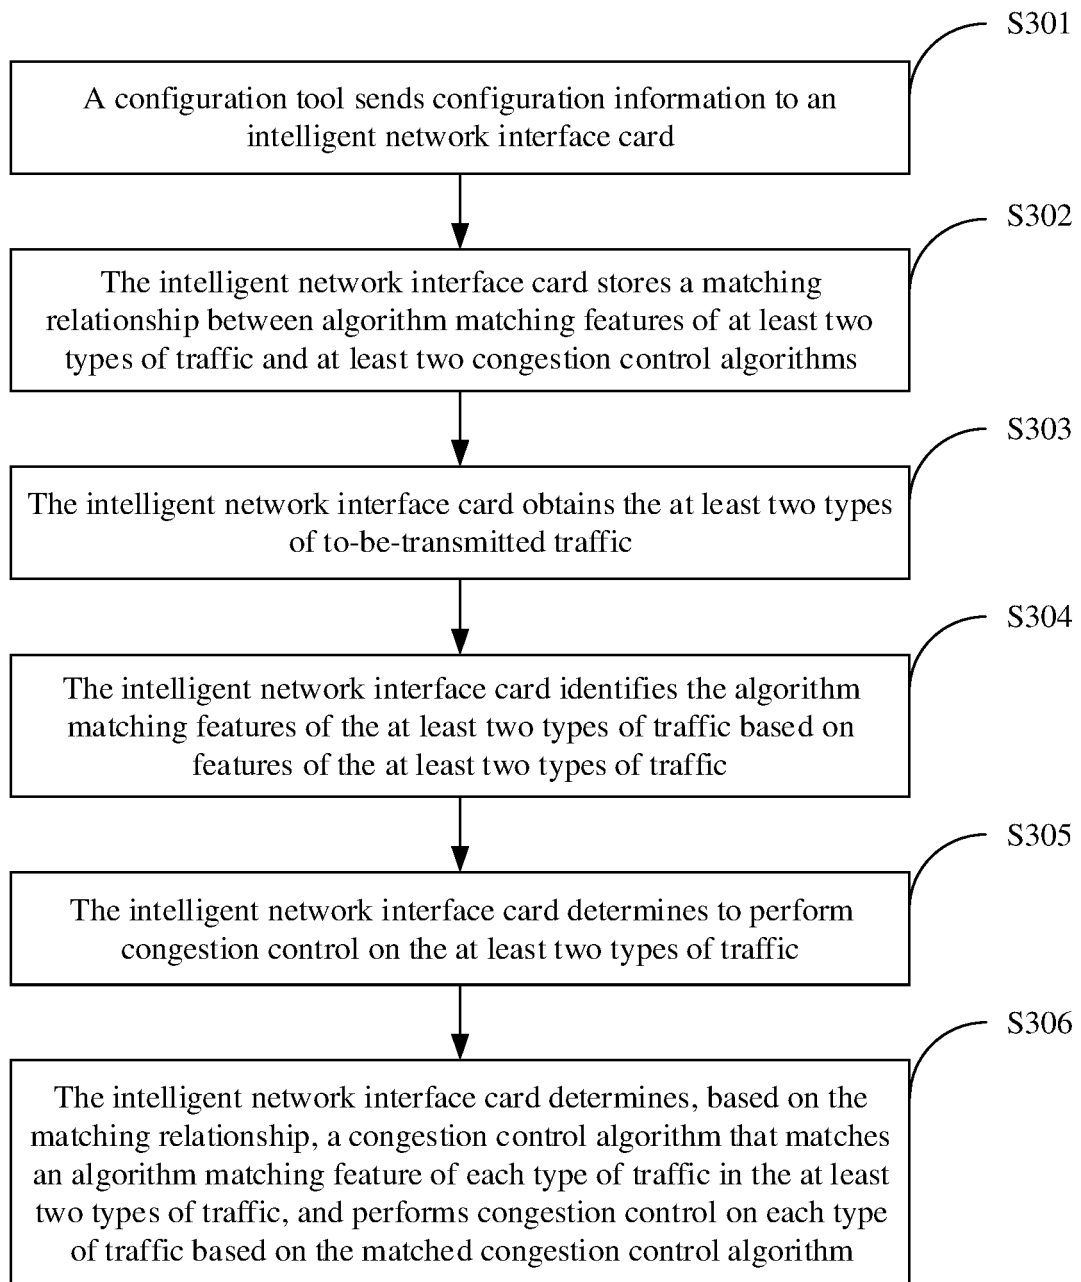 S301
A configuration tool sends configuration information to an
intelligent network interface card
S302
The intelligent network interface card stores a matching
relationship between algorithm matching features of at least two
types of traffic and at least two congestion control algorithms
S303
The intelligent network interface card obtains the at least two types
of to-be-transmitted traffic
S304
The intelligent network interface card identifies the algorithm
matching features of the at least two types of traffic based on
features of the at least two types of traffic
S305
The intelligent network interface card determines to perform
congestion control on the at least two types of traffic
S306
The intelligent network interface card determines, based on the
matching relationship, a congestion control algorithm that matches
an algorithm matching feature of each type of traffic in the at least
two types of traffic, and performs congestion control on each type
of traffic based on the matched congestion control algorithm